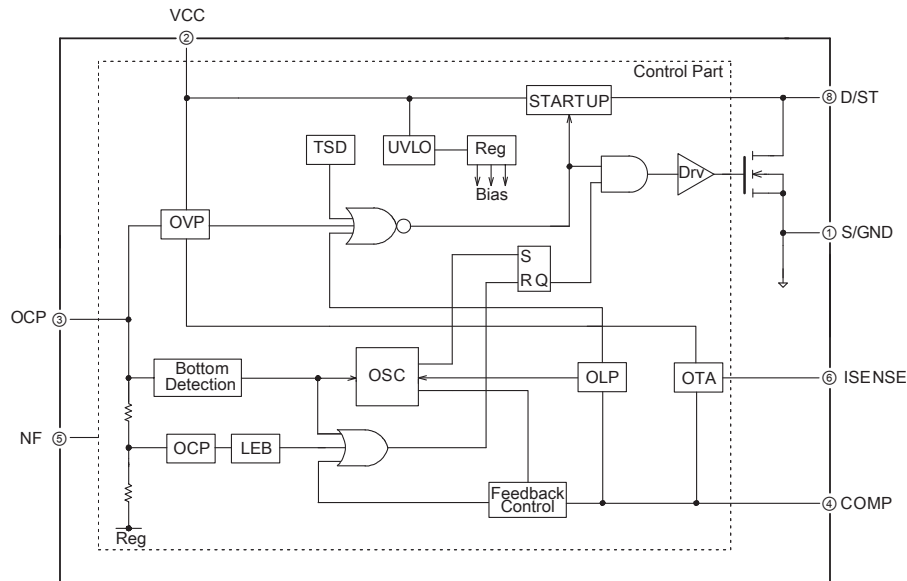 VCC
②
Control Part
STARTUP
⑧ D/ST
TSD
UVLO
Reg
Bias
Drv
OVP
① S/GND
S
R Q
OCP ③
Bottom
Detection
OSC
OLP
OTA
⑥ ISENSE
NF ⑤
OCP
LEB
Feedback
Control
④ COMP
Reg